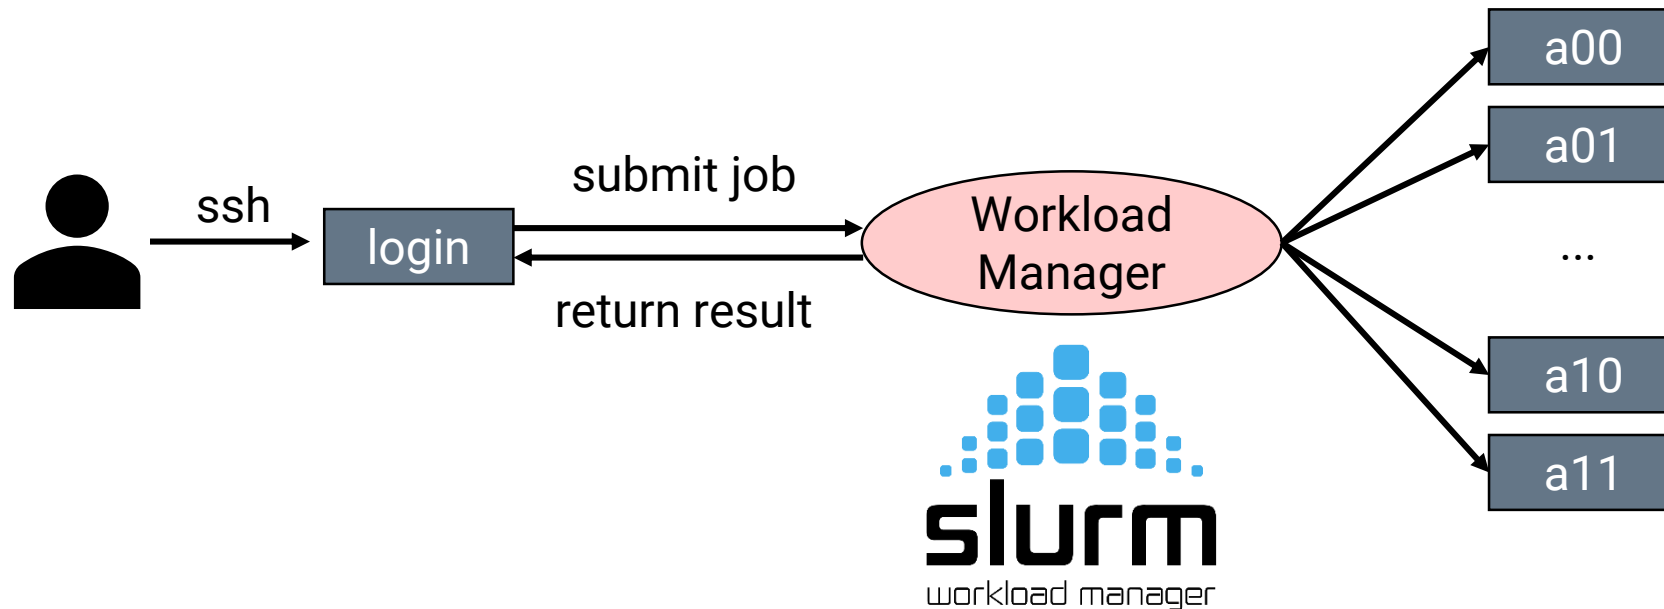 ssh
login
submit job
return result
Workload
Manager
slurm
workload manager
a00
a01
...
a10
a11